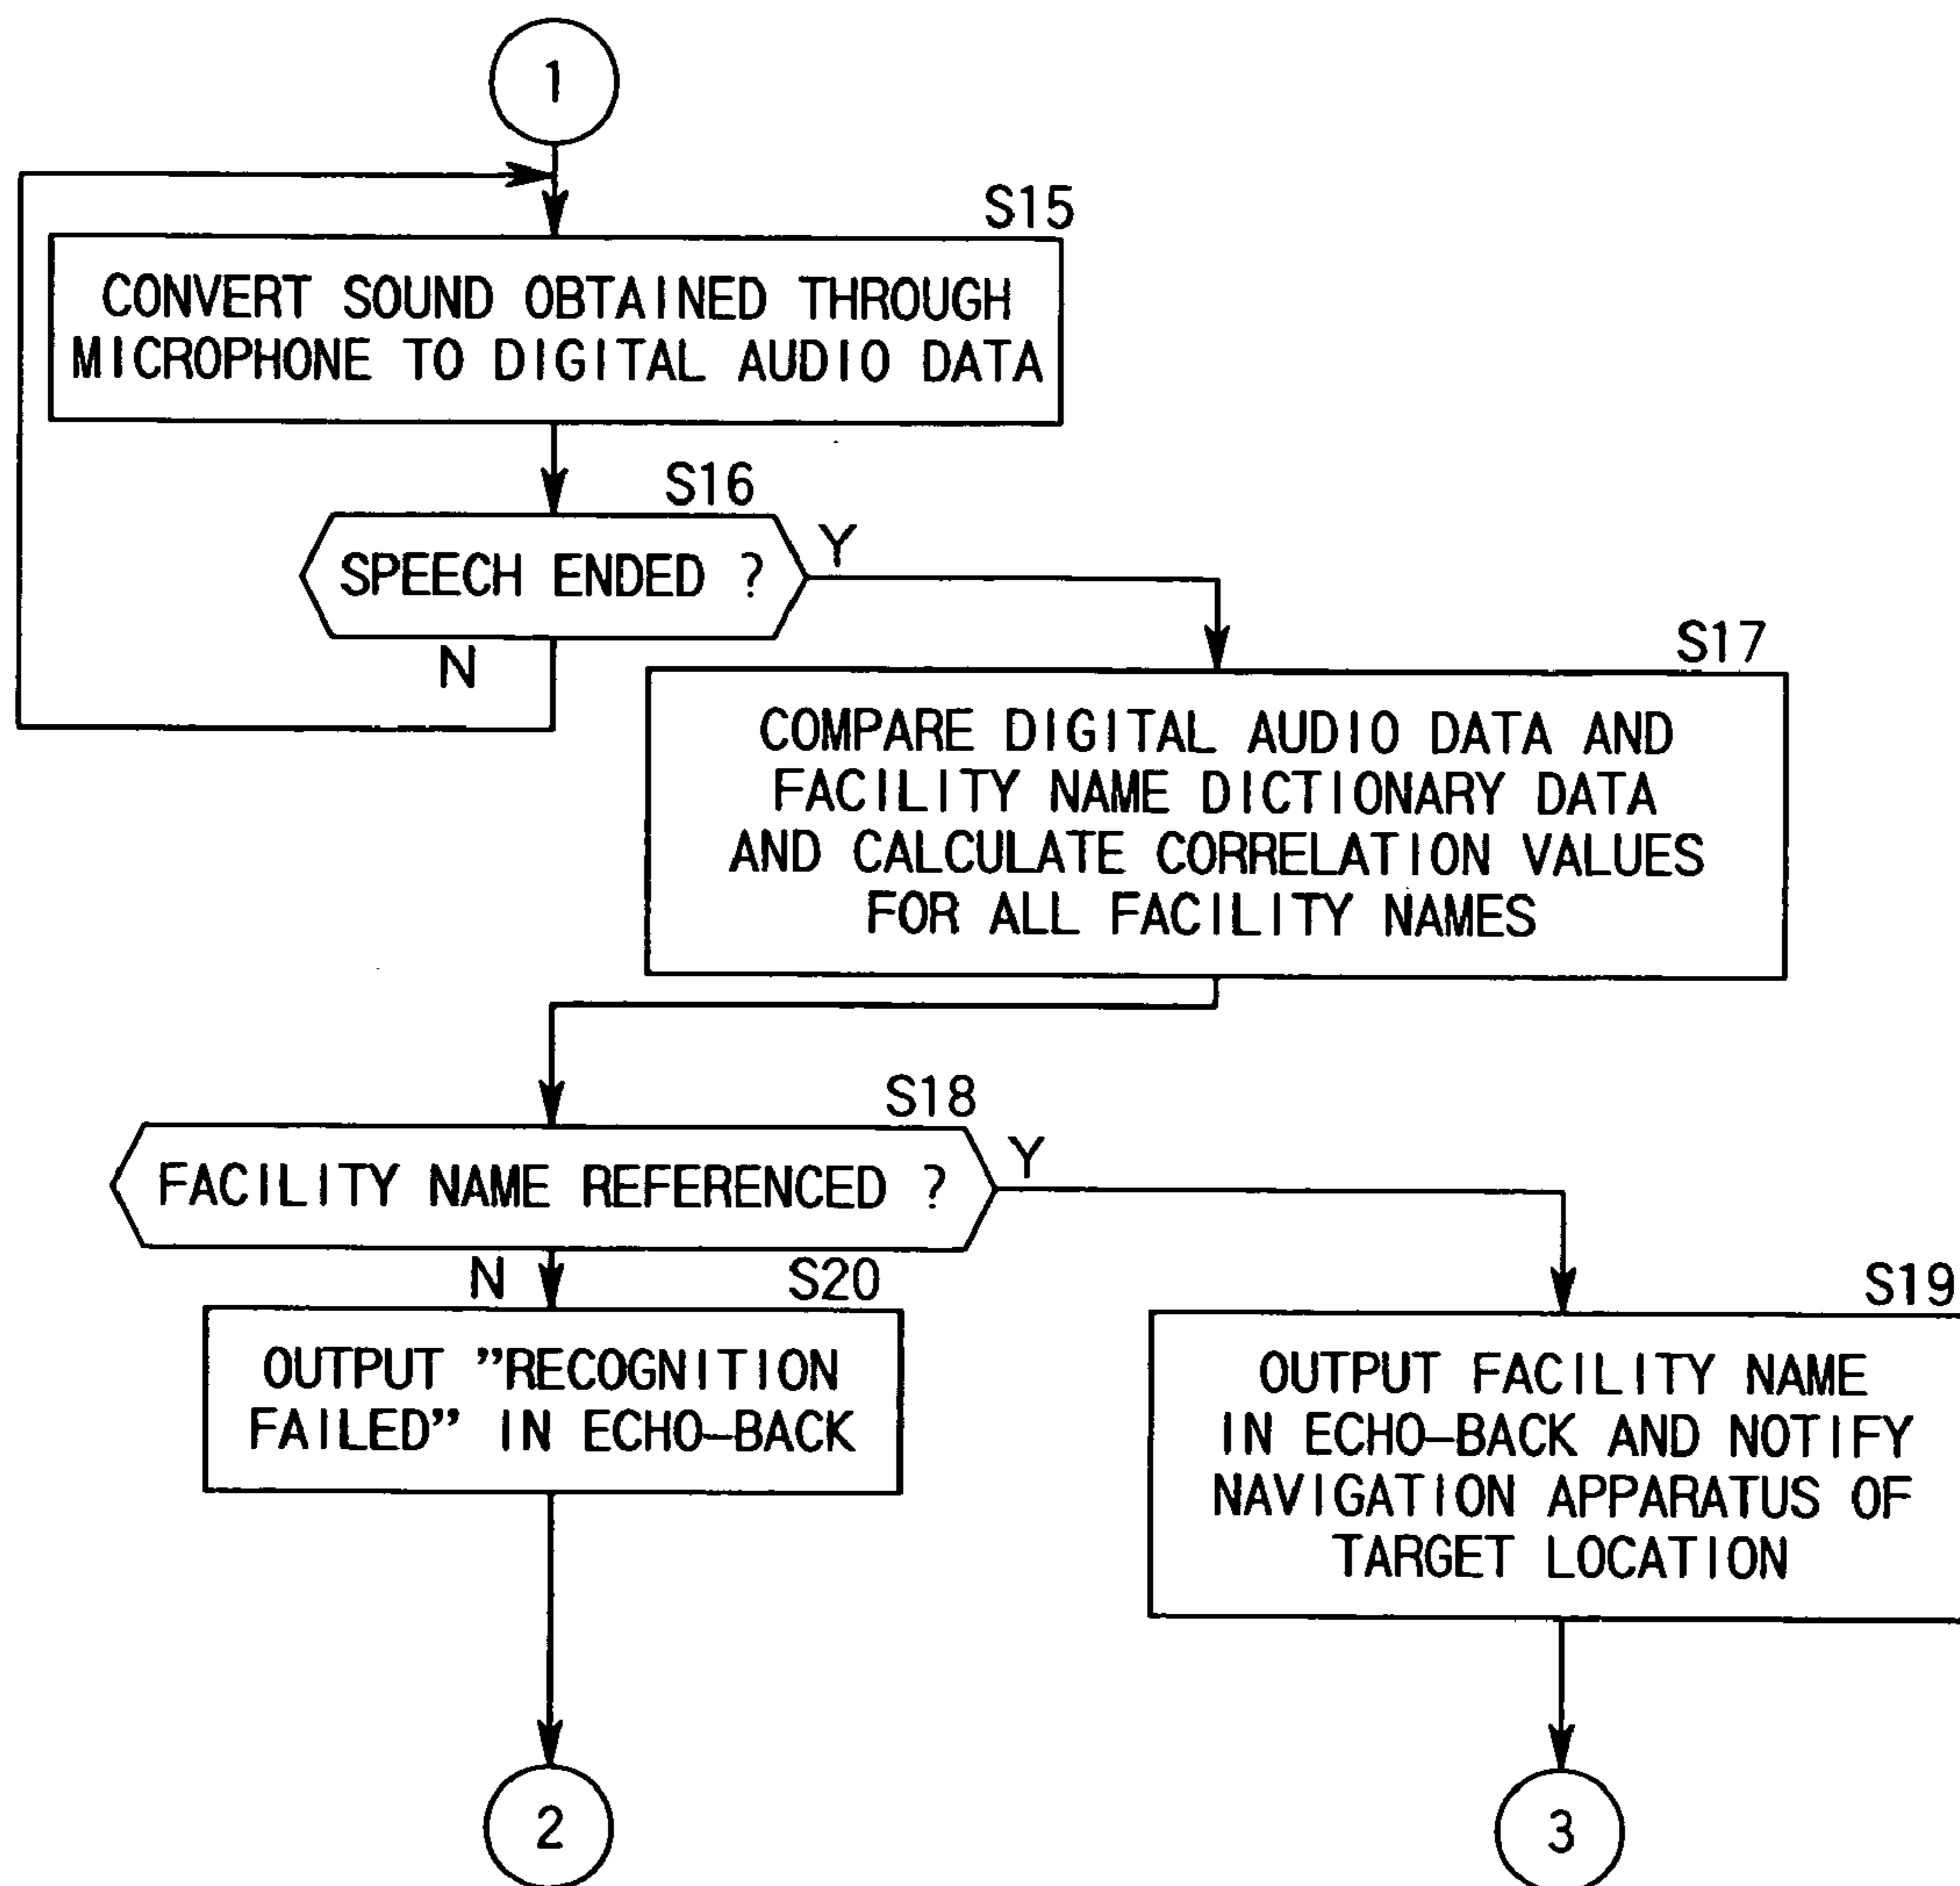 1
S15
CONVERT SOUND OBTAINED THROUGH
MICROPHONE TO DIGITAL AUDIO DATA
S16
SPEECH ENDED ?
Y
N
S17
COMPARE DIGITAL AUDIO DATA AND
FACILITY NAME DICTIONARY DATA
AND CALCULATE CORRELATION VALUES
FOR ALL FACILITY NAMES
S18
FACILITY NAME REFERENCED ?
Y
N
S20
OUTPUT ”RECOGNITION
FAILED” IN ECHO-BACK
S19
OUTPUT FACILITY NAME
IN ECHO-BACK AND NOTIFY
NAVIGATION APPARATUS OF
TARGET LOCATION
2
3